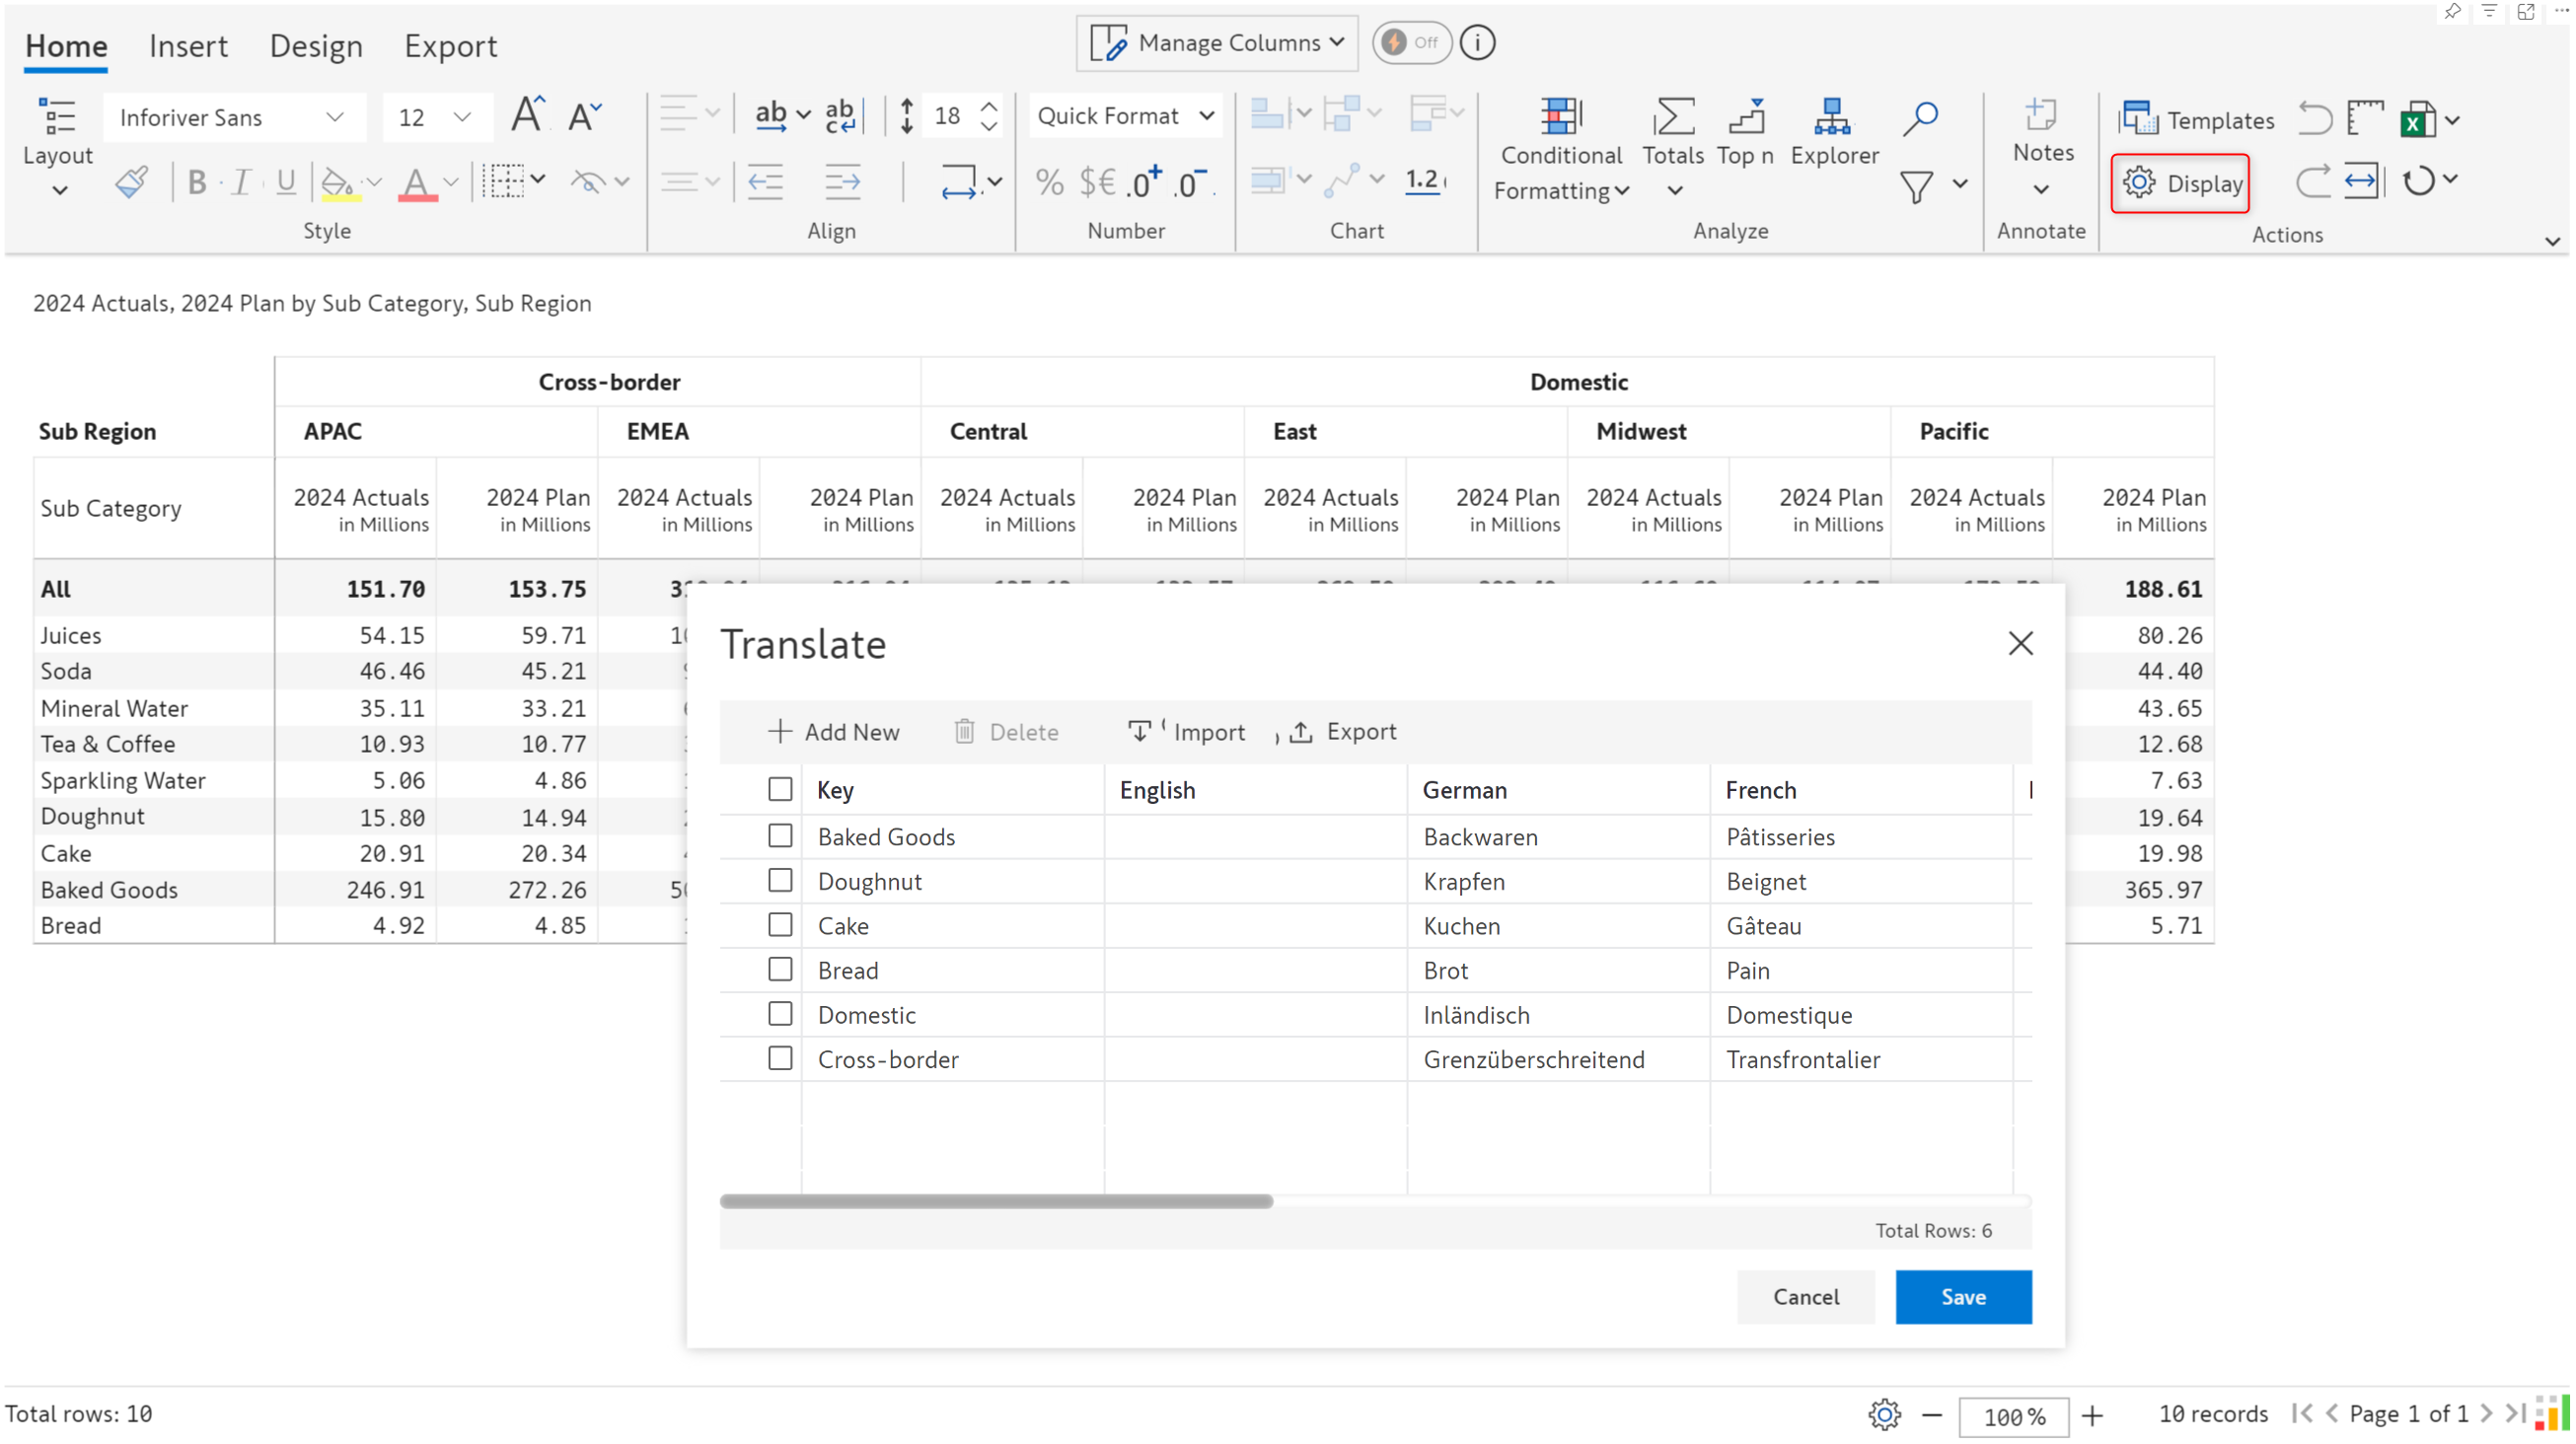 Home Insert Design Export Manage Columns Off
Inforiver Sans 12 18 Quick Format Templates
Layout Conditional Formatting Totals Top n Explorer Notes Display
B I U A % $€ .0+ .0- 1.2
Style Align Number Chart Analyze Annotate Actions
2024 Actuals, 2024 Plan by Sub Category, Sub Region
Cross-border Domestic
Sub Region APAC EMEA Central East Midwest Pacific
Sub Category 2024 Actuals 2024 Plan 2024 Actuals 2024 Plan 2024 Actuals 2024 Plan 2024 Actuals 2024 Plan 2024 Actuals 2024 Plan 2024 Actuals 2024 Plan
in Millions in Millions in Millions in Millions in Millions in Millions in Millions in Millions in Millions in Millions in Millions in Millions
All 151.70 153.75 188.61
Juices 54.15 59.71 80.26
Soda 46.46 45.21 44.40
Mineral Water 35.11 33.21 43.65
Tea & Coffee 10.93 10.77 12.68
Sparkling Water 5.06 4.86 7.63
Doughnut 15.80 14.94 19.64
Cake 20.91 20.34 19.98
Baked Goods 246.91 272.26 365.97
Bread 4.92 4.85 5.71
Translate
Add New Delete Import Export
Key English German French
Baked Goods Backwaren Pâtisseries
Doughnut Krapfen Beignet
Cake Kuchen Gâteau
Bread Brot Pain
Domestic Inländisch Domestique
Cross-border Grenzüberschreitend Transfrontalier
Total Rows: 6
Cancel Save
Total rows: 10 100% 10 records Page 1 of 1